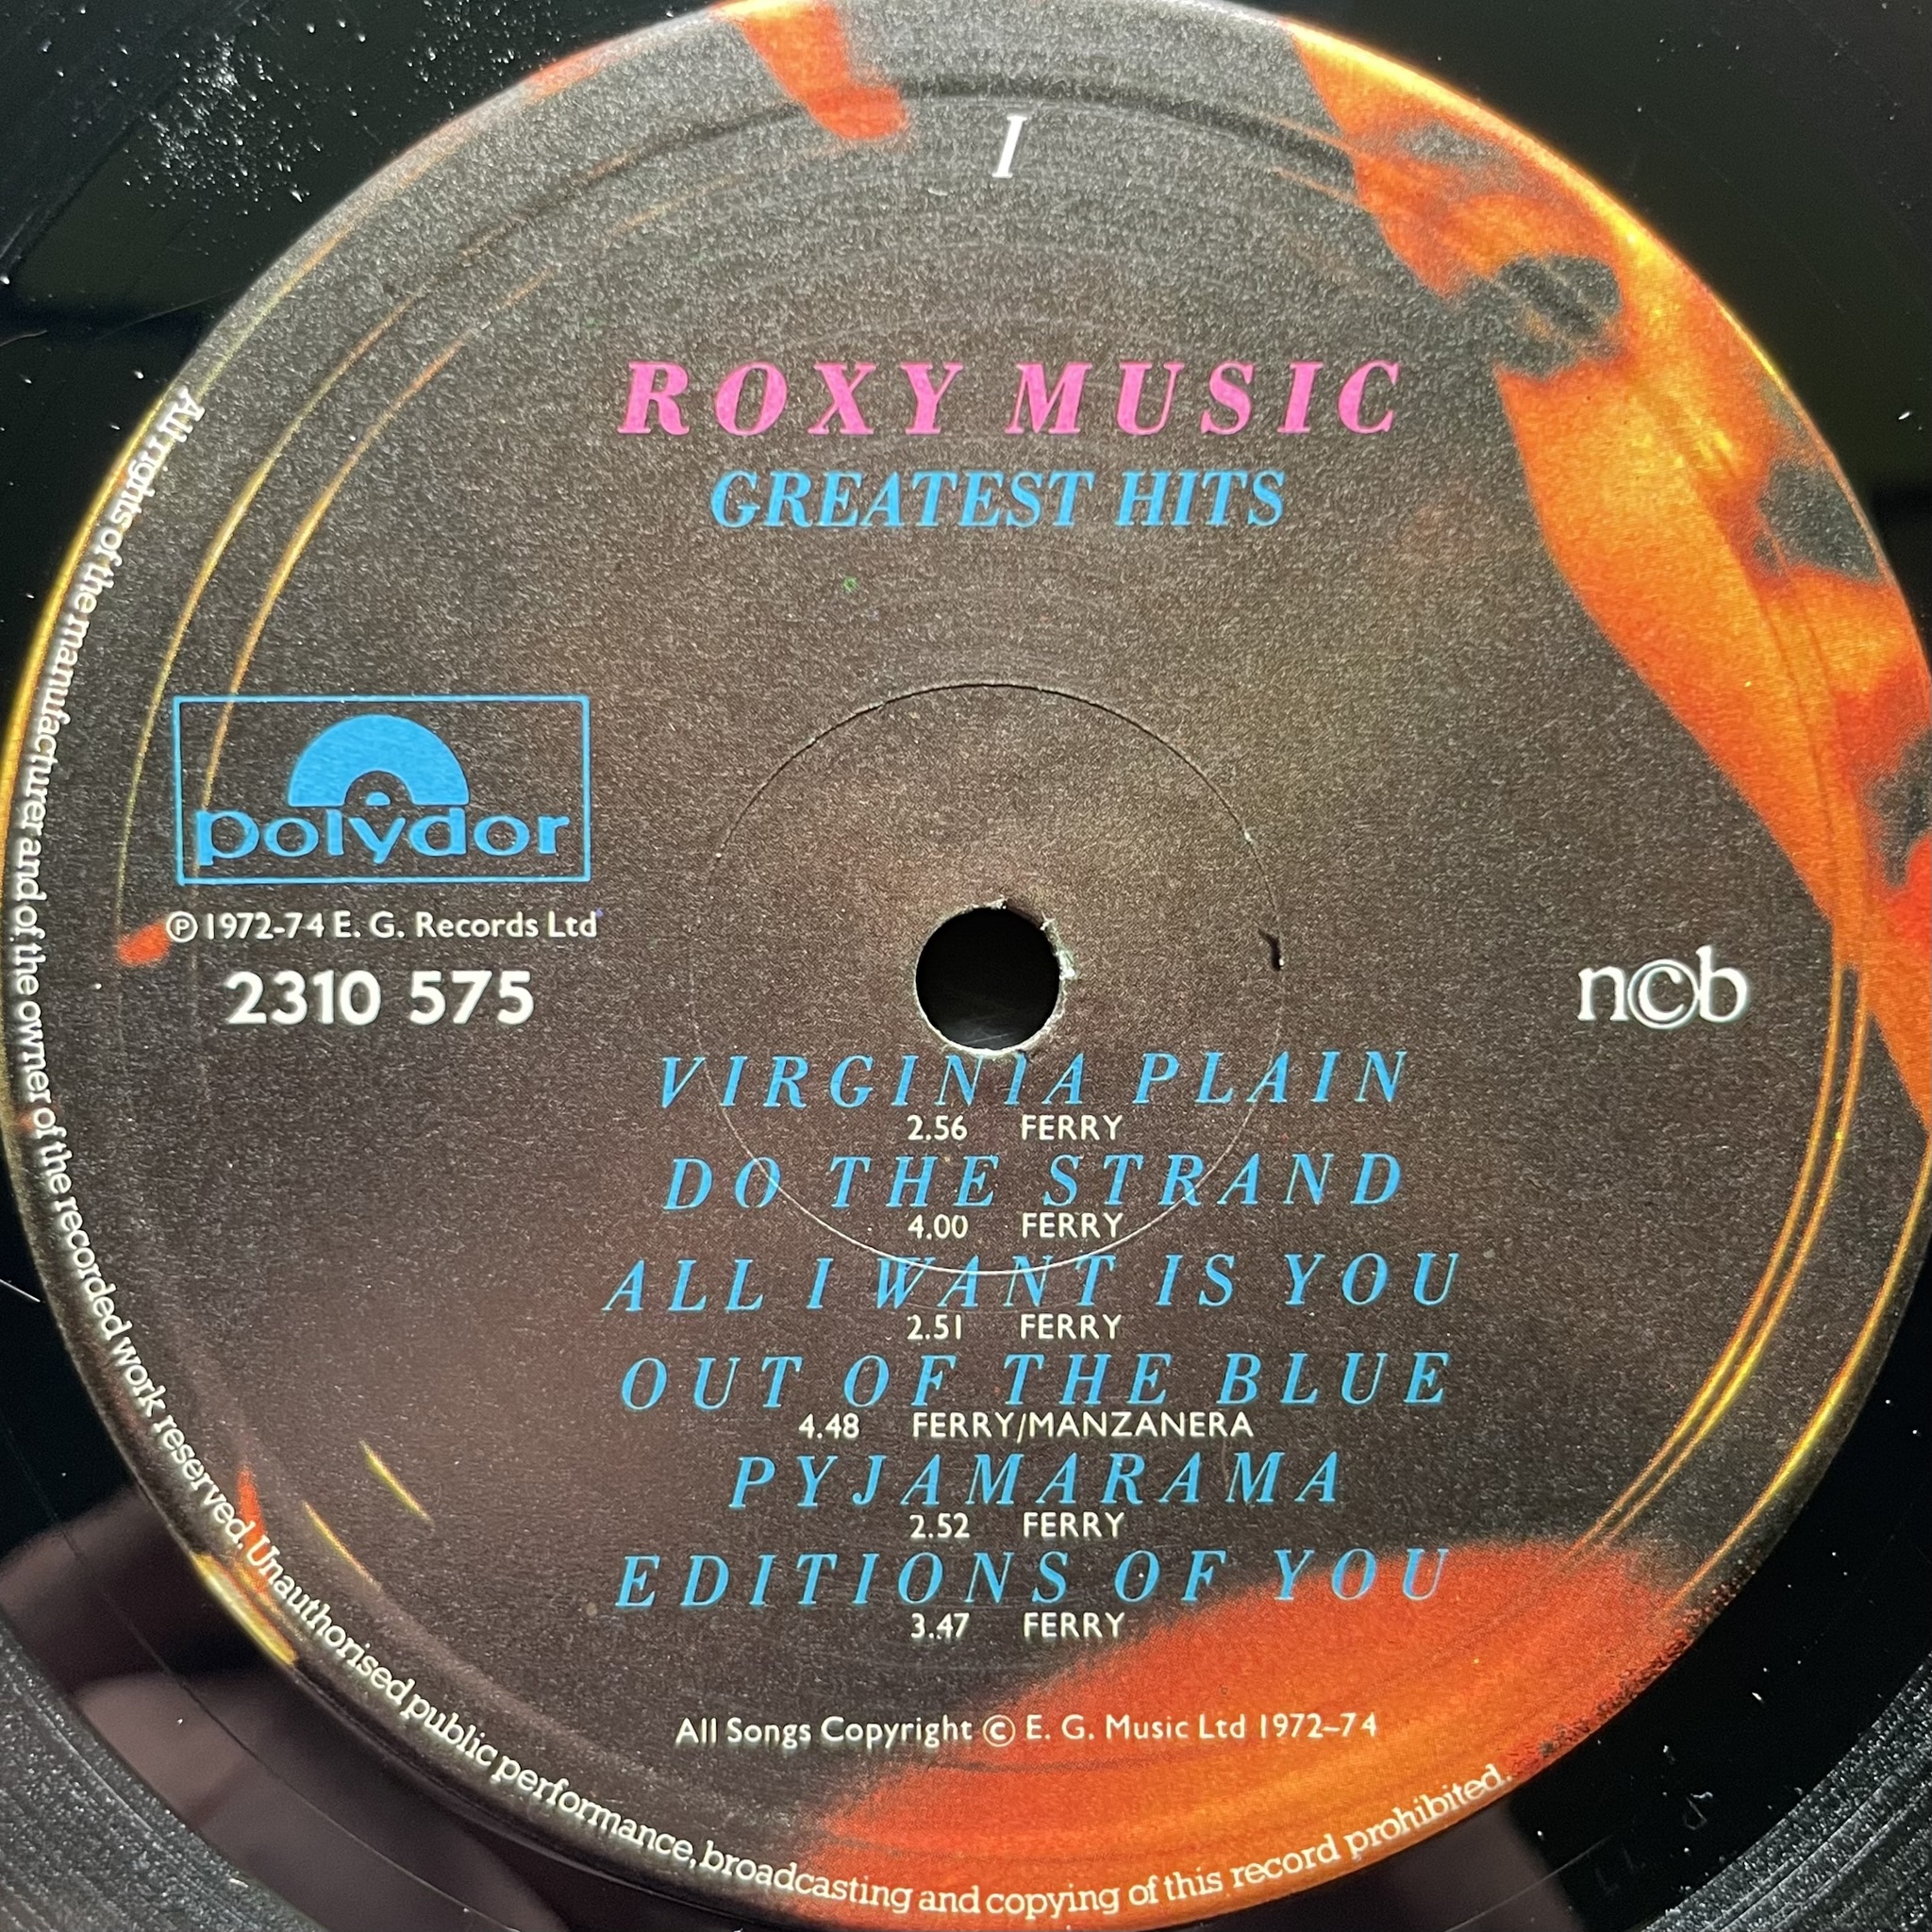 I
ROXY MUSIC
GREATEST HITS
polydor
℗ 1972-74 E. G. Records Ltd
2310 575
n©b
VIRGINIA PLAIN
2.56 FERRY
DO THE STRAND
4.00 FERRY
ALL I WANT IS YOU
2.51 FERRY
OUT OF THE BLUE
4.48 FERRY/MANZANERA
PYJAMARAMA
2.52 FERRY
EDITIONS OF YOU
3.47 FERRY
All Songs Copyright © E. G. Music Ltd 1972–74
All rights of the manufacturer and of the owner of the recorded work reserved. Unauthorised public performance, broadcasting and copying of this record prohibited.